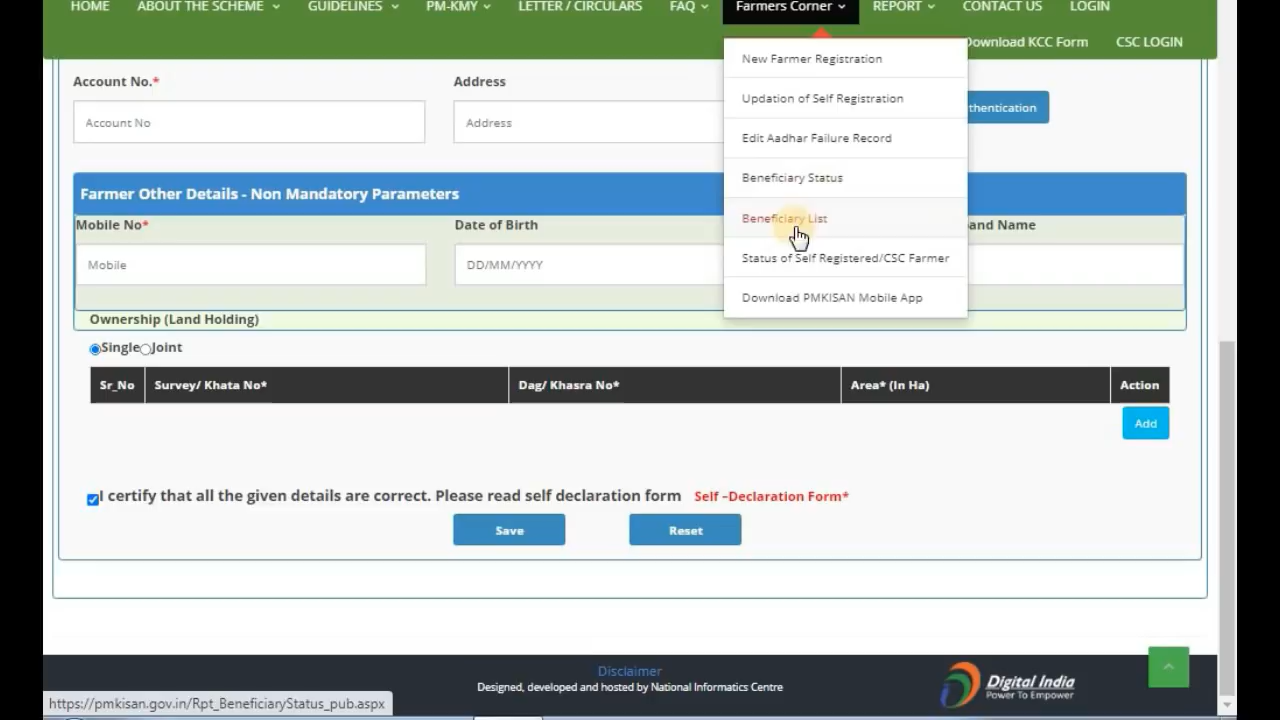 HOME ABOUT THE SCHEME GUIDELINES PM-KMY LETTER / CIRCULARS FAQ Farmers Corner REPORT CONTACT US LOGIN
Download KCC Form CSC LOGIN
New Farmer Registration
Updation of Self Registration
Edit Aadhar Failure Record
Beneficiary Status
Beneficiary List
Status of Self Registered/CSC Farmer
Download PMKISAN Mobile App
Account No.* Address
Account No Address
thentication
Farmer Other Details - Non Mandatory Parameters
Mobile No* Date of Birth and Name
Mobile DD/MM/YYYY
Ownership (Land Holding)
Single Joint
Sr_No Survey/ Khata No* Dag/ Khasra No* Area* (In Ha) Action
Add
I certify that all the given details are correct. Please read self declaration form Self –Declaration Form*
Save Reset
Disclaimer
Designed, developed and hosted by National Informatics Centre
Digital India
Power To Empower
https://pmkisan.gov.in/Rpt_BeneficiaryStatus_pub.aspx